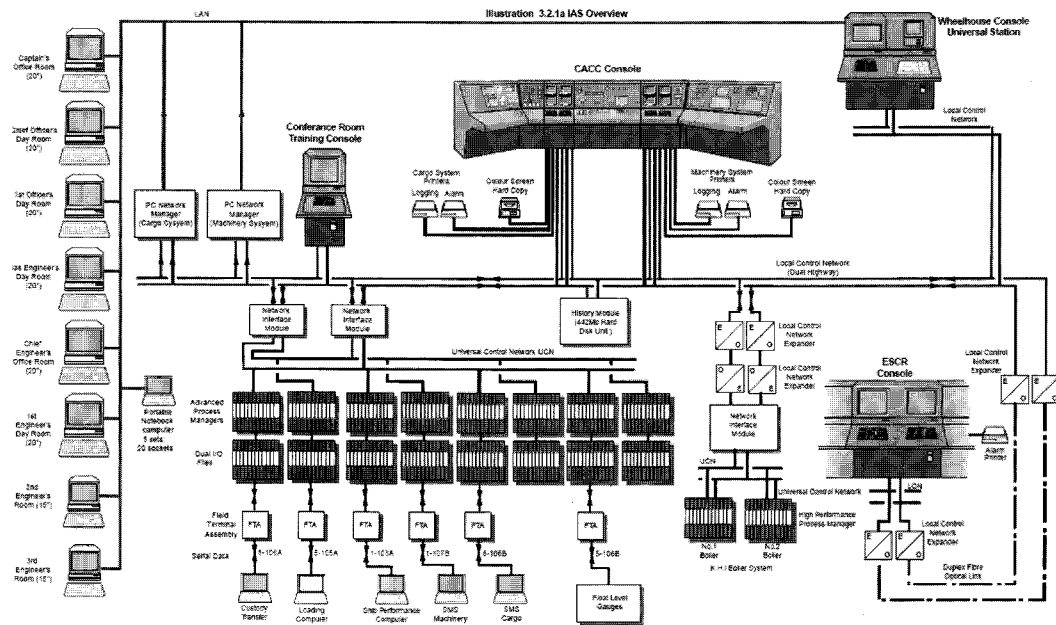 LAN
Illustration 3.2.1a IAS Overview
Wheelhouse Console
Universal Station
Captain's
Office Room
(20")
CACC Console
Local Control
Network
Chief Officer's
Day Room
(20")
Conferance Room
Training Console
1st Officer's
Day Room
(20")
PC Network
Manager
(Cargo System)
PC Network
Manager
(Machinery System)
Cargo System
Printers
Logging Alarm
Colour Screen
Hard Copy
Machinery System
Printers
Logging Alarm
Colour Screen
Hard Copy
Engineer's
Day Room
(20")
Local Control Network
(Dual Highway)
Network
Interface
Module
Network
Interface
Module
History Module
(442Mb Hard
Disk Unit)
E
E
Local Control
Network
Expander
Chief
Engineer's
Office Room
(20")
Universal Control Network UCN
O
E
O
E
Local Control
Network
Expander
ESCR
Console
Local Control
Network
Expander
E
O
E
O
1st
Engineer's
Day Room
(20")
Portable
Notebook
computer
5 sets
20 sockets
Advanced
Process
Managers
Dual I/O
Files
Network
Interface
Module
Alarm
Printer
UCN
LCN
Universal Control Network
High Performance
Process Manager
2nd
Engineer's
Room (15")
Field
Terminal
Assembly
FTA
FTA
FTA
FTA
FTA
FTA
No.1
Boiler
No.2
Boiler
K.H.I Boiler System
E
O
E
O
Local Control
Network
Expander
Serial Data
5-105A
5-106B
Duplex Fibre
Optical Link
3rd
Engineer's
Room (15")
Custody
Transfer
Loading
Computer
Ship Performance
Computer
SMS
Machinery
SMS
Cargo
Float Level
Gauges